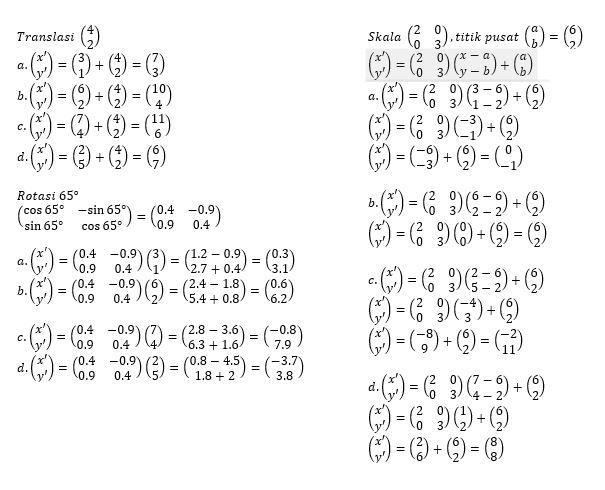 Translasi (4 2)
a. (x' y') = (3 1) + (4 2) = (7 3)
b. (x' y') = (6 2) + (4 2) = (10 4)
c. (x' y') = (7 4) + (4 2) = (11 6)
d. (x' y') = (2 5) + (4 2) = (6 7)
Rotasi 65°
(cos 65° −sin 65° sin 65° cos 65°) = (0.4 −0.9 0.9 0.4)
a. (x' y') = (0.4 −0.9 0.9 0.4) (3 1) = (1.2 − 0.9 2.7 + 0.4) = (0.3 3.1)
b. (x' y') = (0.4 −0.9 0.9 0.4) (6 2) = (2.4 − 1.8 5.4 + 0.8) = (0.6 6.2)
c. (x' y') = (0.4 −0.9 0.9 0.4) (7 4) = (2.8 − 3.6 6.3 + 1.6) = (−0.8 7.9)
d. (x' y') = (0.4 −0.9 0.9 0.4) (2 5) = (0.8 − 4.5 1.8 + 2) = (−3.7 3.8)
Skala (2 0 0 3), titik pusat (a b) = (6 2)
(x' y') = (2 0 0 3) (x − a y − b) + (a b)
a. (x' y') = (2 0 0 3) (3 − 6 1 − 2) + (6 2)
(x' y') = (2 0 0 3) (−3 −1) + (6 2)
(x' y') = (−6 −3) + (6 2) = (0 −1)
b. (x' y') = (2 0 0 3) (6 − 6 2 − 2) + (6 2)
(x' y') = (2 0 0 3) (0 0) + (6 2) = (6 2)
c. (x' y') = (2 0 0 3) (2 − 6 5 − 2) + (6 2)
(x' y') = (2 0 0 3) (−4 3) + (6 2)
(x' y') = (−8 9) + (6 2) = (−2 11)
d. (x' y') = (2 0 0 3) (7 − 6 4 − 2) + (6 2)
(x' y') = (2 0 0 3) (1 2) + (6 2)
(x' y') = (2 6) + (6 2) = (8 8)